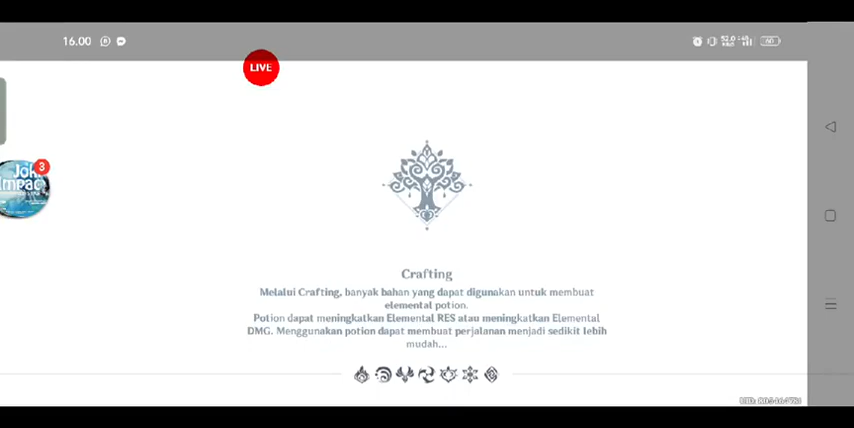 16.00
LIVE
3
Crafting
Melalui Crafting, banyak bahan yang dapat digunakan untuk membuat
elemental potion.
Potion dapat meningkatkan Elemental RES atau meningkatkan Elemental
DMG. Menggunakan potion dapat membuat perjalanan menjadi sedikit lebih
mudah...